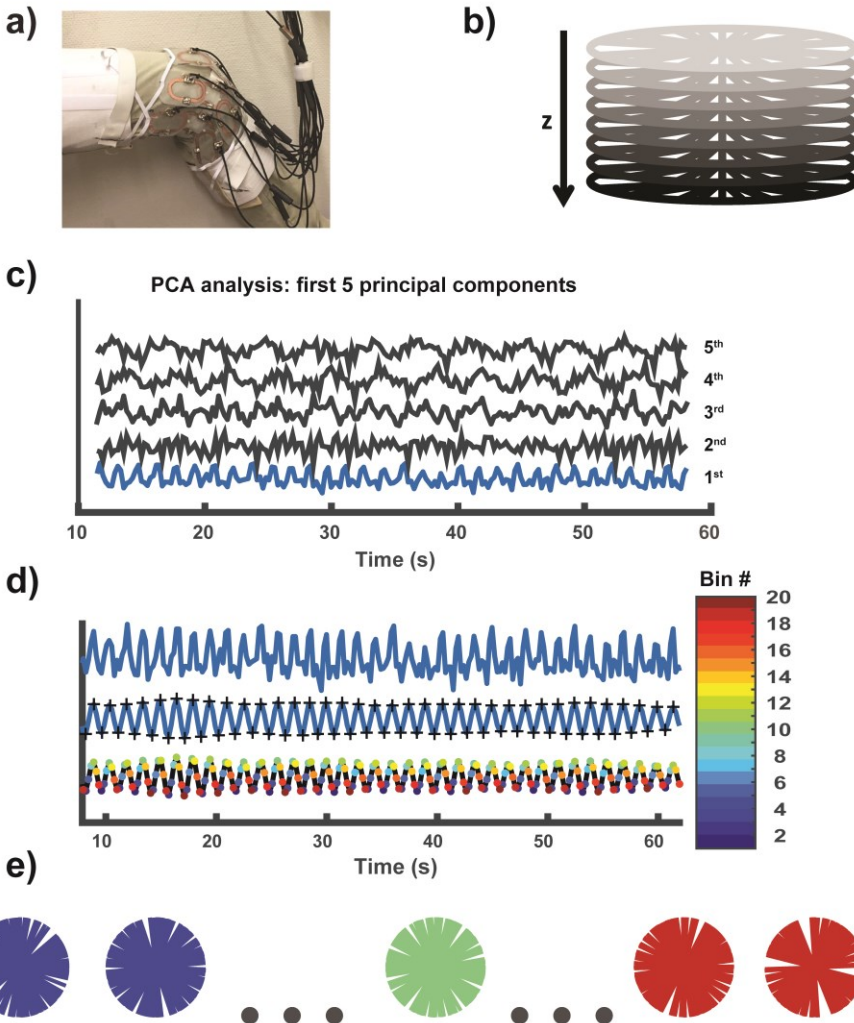 a)
b)
z
c)
PCA analysis: first 5 principal components
5th
4th
3rd
2nd
1st
10 20 30 40 50 60
Time (s)
d)
Bin #
20
18
16
14
12
10
8
6
4
2
10 20 30 40 50 60
Time (s)
e)